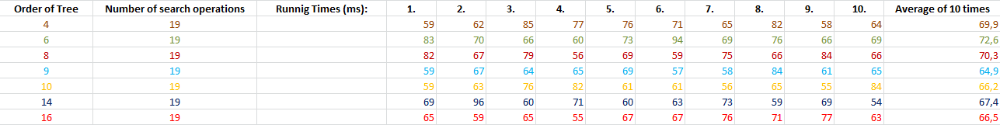 Order of Tree Number of search operations Runnig Times (ms): 1. 2. 3. 4. 5. 6. 7. 8. 9. 10. Average of 10 times
4 19 59 62 85 77 76 71 65 82 58 64 69,9
6 19 83 70 66 60 73 94 69 76 66 69 72,6
8 19 82 67 79 56 69 59 75 66 84 66 70,3
9 19 59 67 64 65 69 57 58 84 61 65 64,9
10 19 59 63 76 82 61 61 56 65 55 84 66,2
14 19 69 96 60 71 60 63 73 59 69 54 67,4
16 19 65 59 65 55 67 67 76 71 77 63 66,5